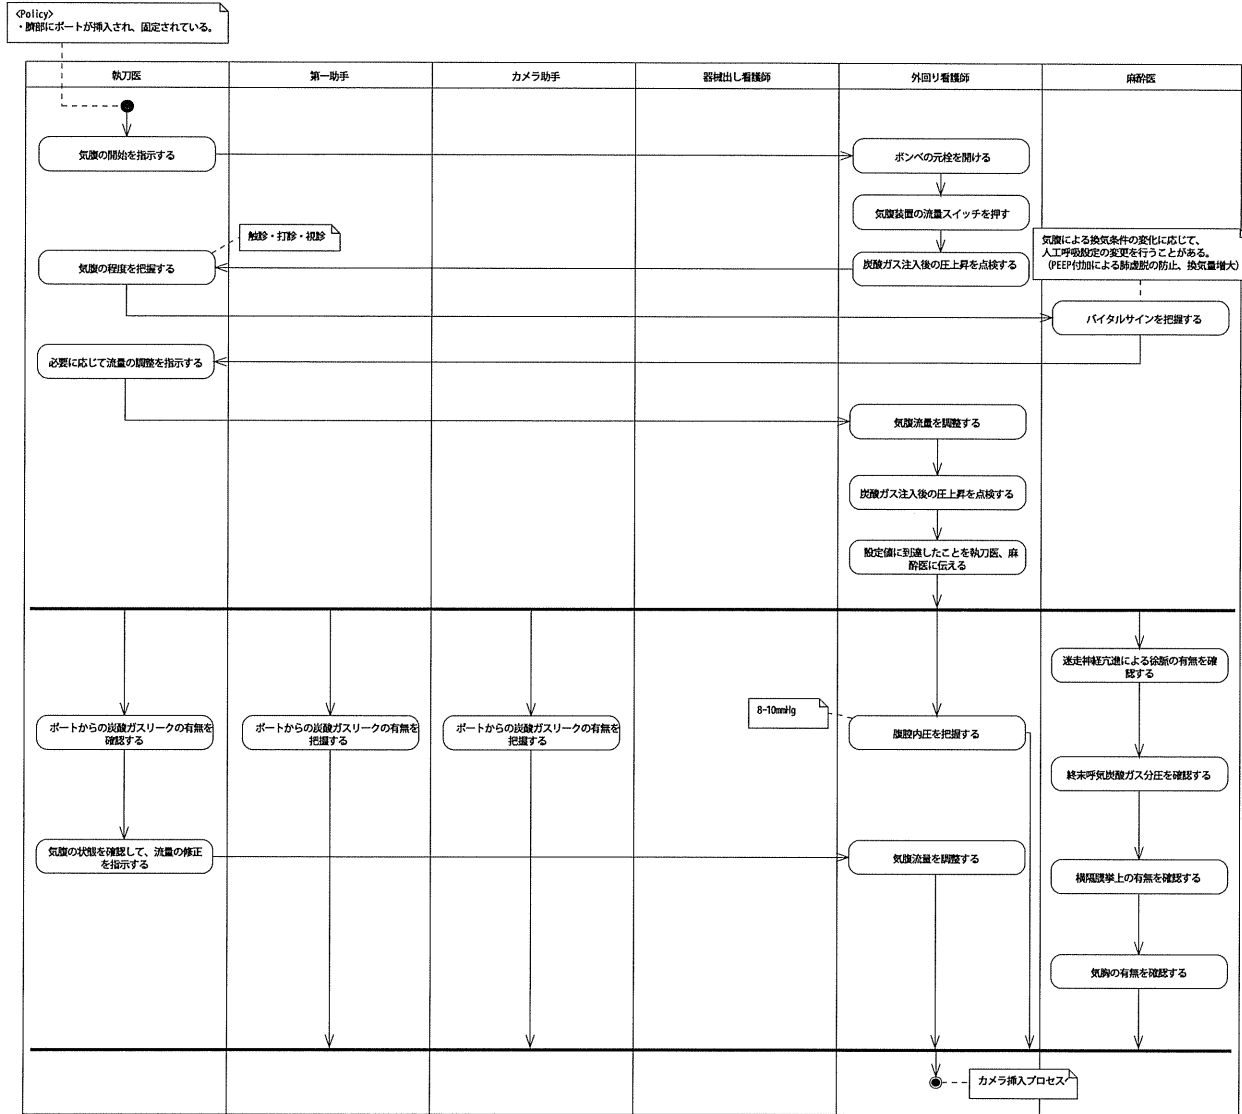 <Policy>
・臍部にポートが挿入され、固定されている。
執刀医
第一助手
カメラ助手
器械出し看護師
外回り看護師
麻酔医
気腹の開始を指示する
ボンベの元栓を開ける
気腹装置の流量スイッチを押す
触診・打診・視診
気腹による換気条件の変化に応じて、
人工呼吸設定の変更を行うことがある。
（PEEP付加による肺虚脱の防止、換気量増大）
気腹の程度を把握する
炭酸ガス注入後の圧上昇を点検する
バイタルサインを把握する
必要に応じて流量の調整を指示する
気腹流量を調整する
炭酸ガス注入後の圧上昇を点検する
設定値に到達したことを執刀医、麻
酔医に伝える
迷走神経亢進による徐脈の有無を確
認する
8~10mmHg
ポートからの炭酸ガスリークの有無を
確認する
ポートからの炭酸ガスリークの有無を
把握する
ポートからの炭酸ガスリークの有無を
把握する
腹腔内圧を把握する
終末呼気炭酸ガス分圧を確認する
気腹の状態を確認して、流量の修正
を指示する
気腹流量を調整する
横隔膜挙上の有無を確認する
気胸の有無を確認する
カメラ挿入プロセスへ